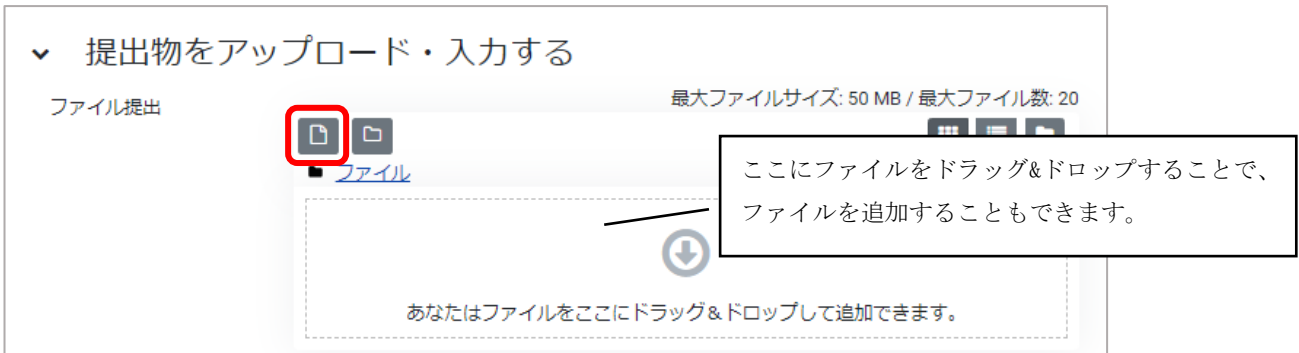 提出物をアップロード・入力する
ファイル提出
最大ファイルサイズ: 50 MB / 最大ファイル数: 20
ファイル
ここにファイルをドラッグ&ドロップすることで、
ファイルを追加することもできます。
あなたはファイルをここにドラッグ&ドロップして追加できます。